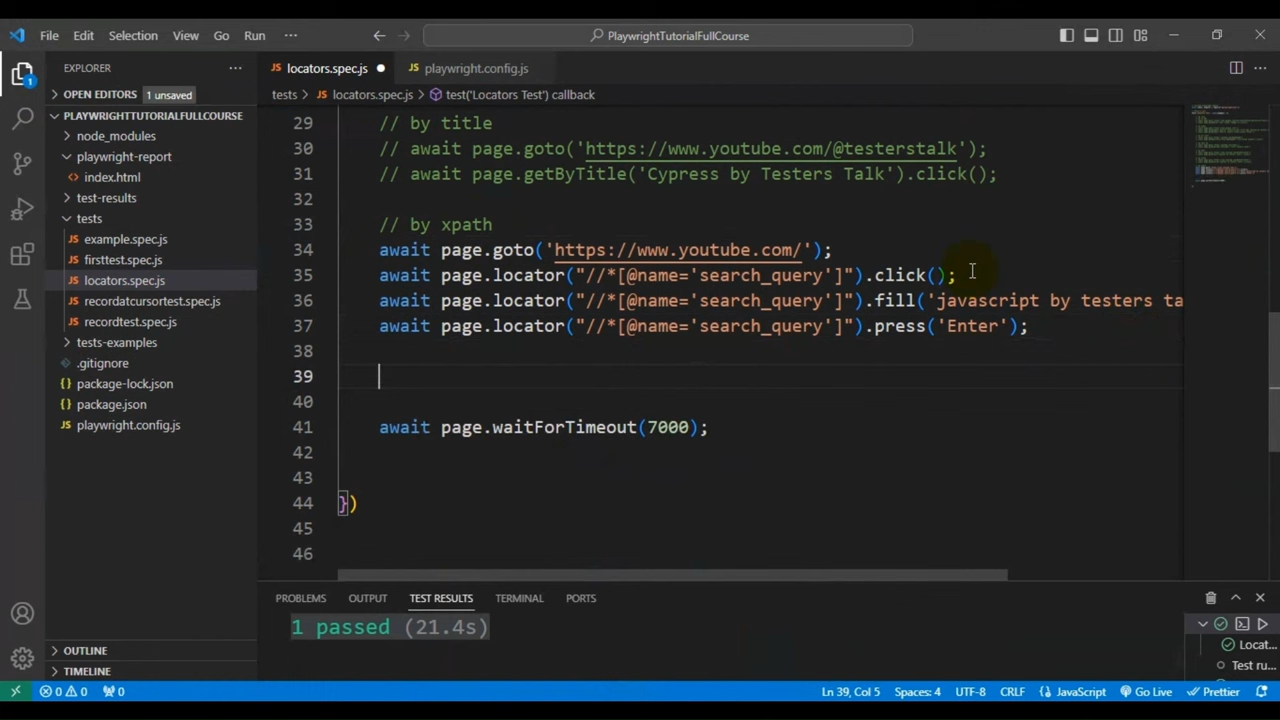 File Edit Selection View Go Run ··· PlaywrightTutorialFullCourse
EXPLORER ···
locators.spec.js ● playwright.config.js ···
OPEN EDITORS 1 unsaved
tests > locators.spec.js > test('Locators Test') callback
PLAYWRIGHTTUTORIALFULLCOURSE
node_modules
playwright-report
index.html
test-results
tests
example.spec.js
firsttest.spec.js
locators.spec.js
recordatcursortest.spec.js
recordtest.spec.js
tests-examples
.gitignore
package-lock.json
package.json
playwright.config.js
OUTLINE
TIMELINE
1
29 // by title
30 // await page.goto('https://www.youtube.com/@testerstalk');
31 // await page.getByTitle('Cypress by Testers Talk').click();
32
33 // by xpath
34 await page.goto('https://www.youtube.com/');
35 await page.locator("//*[@name='search_query']").click();
36 await page.locator("//*[@name='search_query']").fill('javascript by testers ta
37 await page.locator("//*[@name='search_query']").press('Enter');
38
39
40
41 await page.waitForTimeout(7000);
42
43
44 })
45
46
PROBLEMS OUTPUT TEST RESULTS TERMINAL PORTS
1 passed (21.4s)
Locat...
Test ru...
0 0 0 Ln 39, Col 5 Spaces: 4 UTF-8 CRLF JavaScript Go Live Prettier